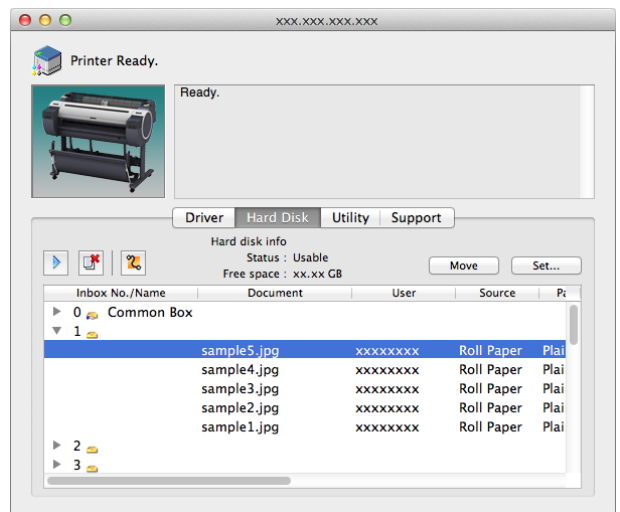 xxx.xxx.xxx.xxx
Printer Ready.
Ready.
Driver Hard Disk Utility Support
Hard disk info
Status : Usable
Free space : xx.xx GB
Move Set...
Inbox No./Name Document User Source
0 Common Box
1
sample5.jpg xxxxxxxx Roll Paper Plai
sample4.jpg xxxxxxxx Roll Paper Plai
sample3.jpg xxxxxxxx Roll Paper Plai
sample2.jpg xxxxxxxx Roll Paper Plai
sample1.jpg xxxxxxxx Roll Paper Plai
2
3